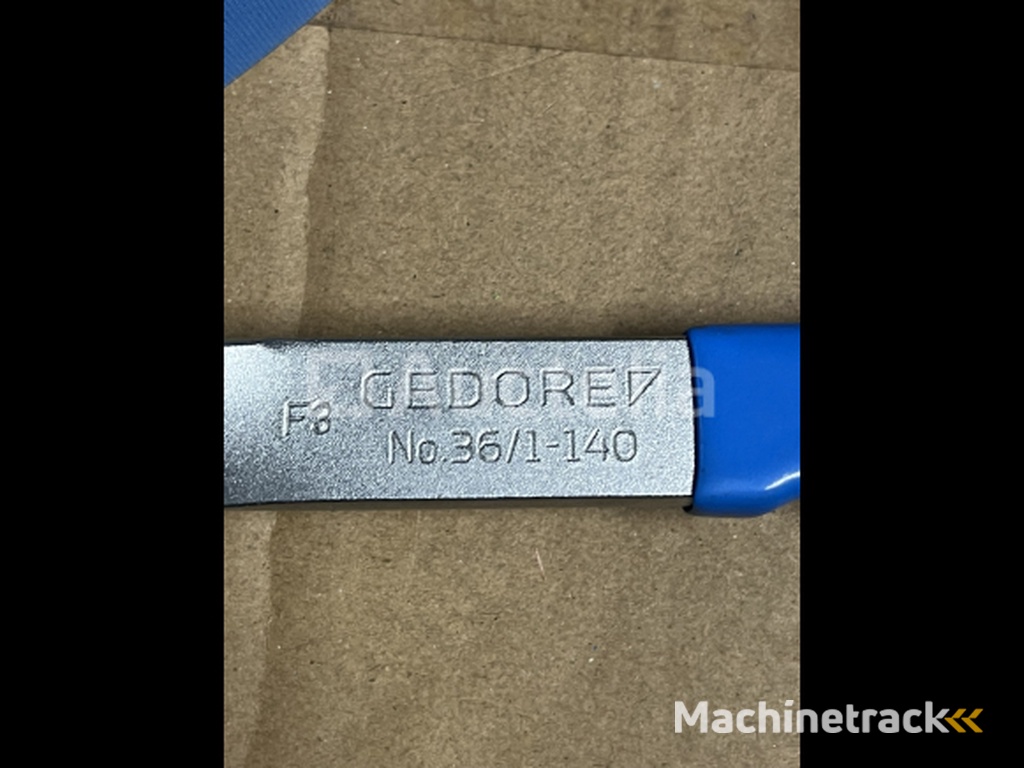 GEDORE
F3
No.36/1-140
Machinetrack